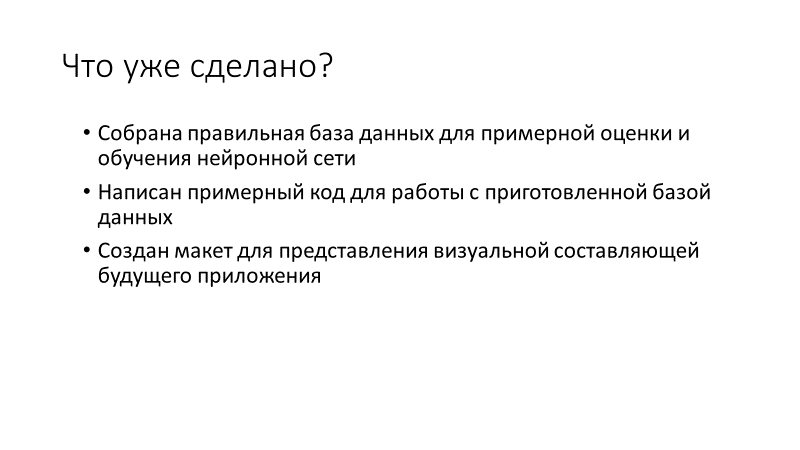 Что уже сделано?
• Собрана правильная база данных для примерной оценки и
обучения нейронной сети
• Написан примерный код для работы с приготовленной базой
данных
• Создан макет для представления визуальной составляющей
будущего приложения